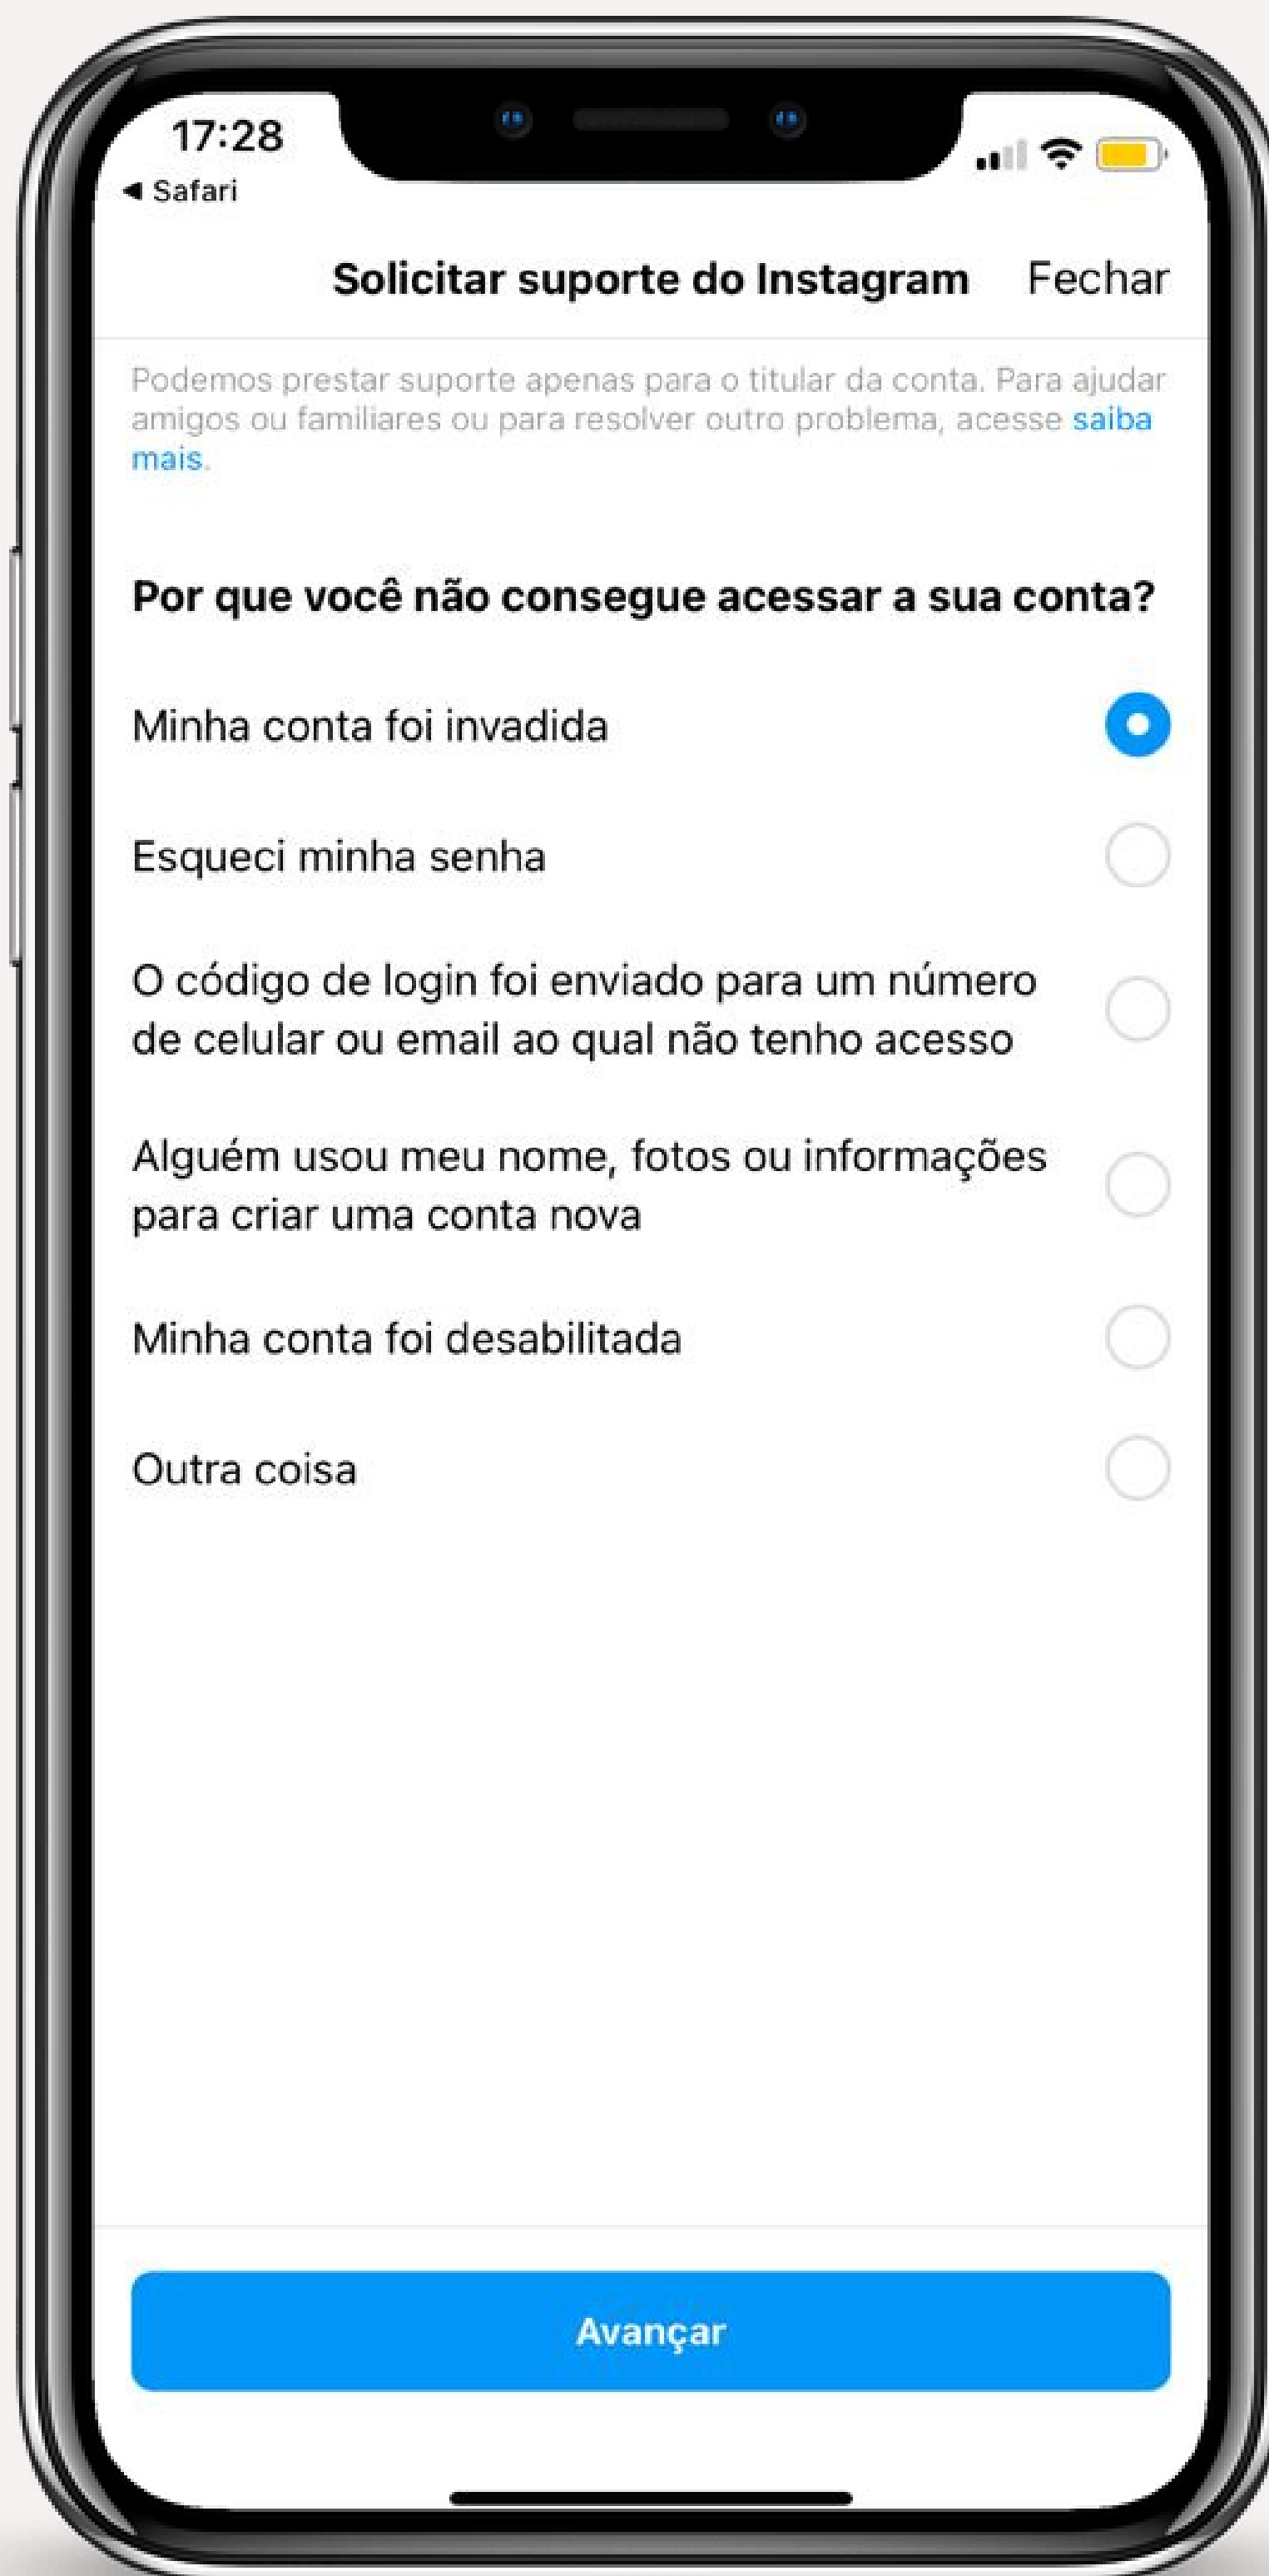 17:28
◀ Safari
Solicitar suporte do Instagram Fechar
Podemos prestar suporte apenas para o titular da conta. Para ajudar
amigos ou familiares ou para resolver outro problema, acesse saiba
mais.
Por que você não consegue acessar a sua conta?
Minha conta foi invadida
Esqueci minha senha
O código de login foi enviado para um número
de celular ou email ao qual não tenho acesso
Alguém usou meu nome, fotos ou informações
para criar uma conta nova
Minha conta foi desabilitada
Outra coisa
Avançar